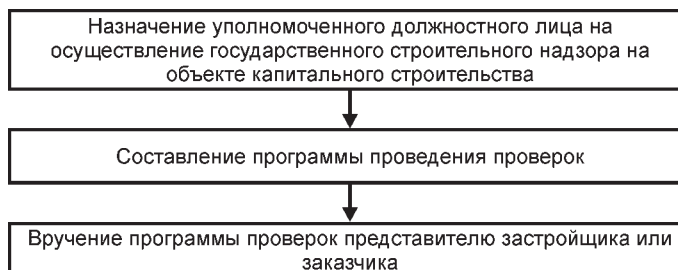 Назначение уполномоченного должностного лица на
осуществление государственного строительного надзора на
объекте капитального строительства
Составление программы проведения проверок
Вручение программы проверок представителю застройщика или
заказчика